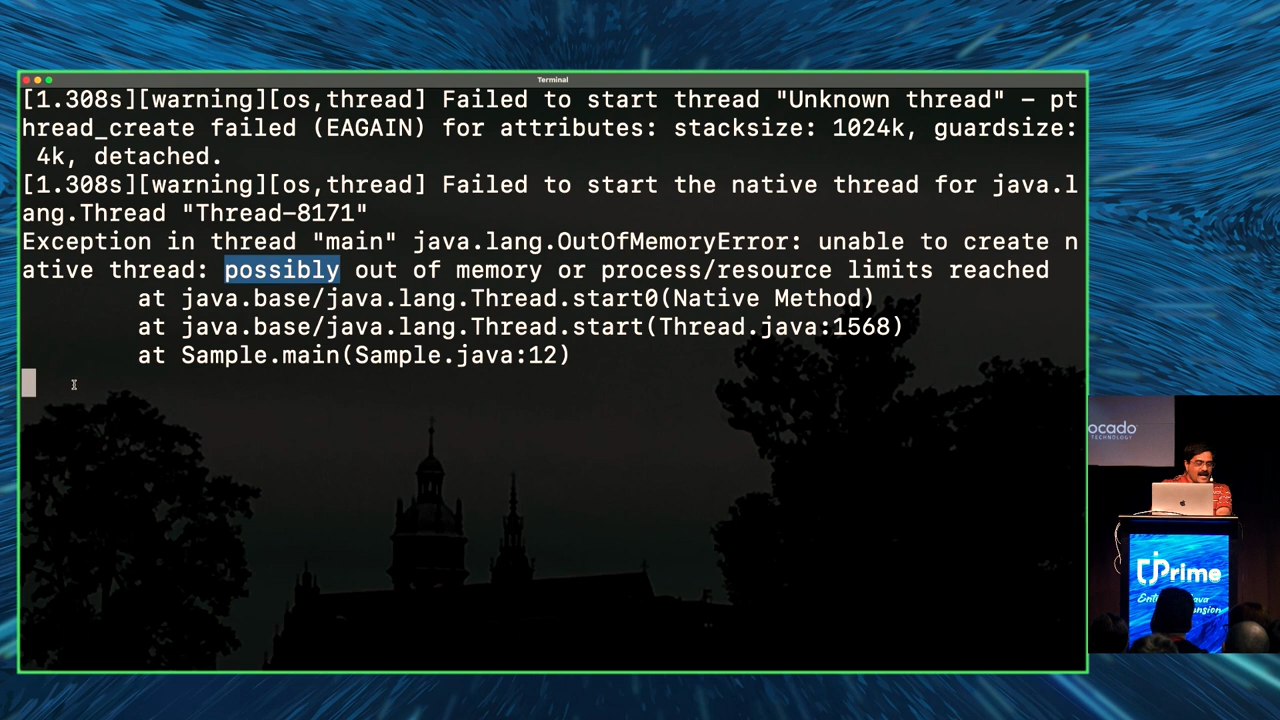 Terminal
[1.308s][warning][os,thread] Failed to start thread "Unknown thread" – pt
hread_create failed (EAGAIN) for attributes: stacksize: 1024k, guardsize:
 4k, detached.
[1.308s][warning][os,thread] Failed to start the native thread for java.l
ang.Thread "Thread-8171"
Exception in thread "main" java.lang.OutOfMemoryError: unable to create n
ative thread: possibly out of memory or process/resource limits reached
        at java.base/java.lang.Thread.start0(Native Method)
        at java.base/java.lang.Thread.start(Thread.java:1568)
        at Sample.main(Sample.java:12)
ocado
TECHNOLOGY
jPrime